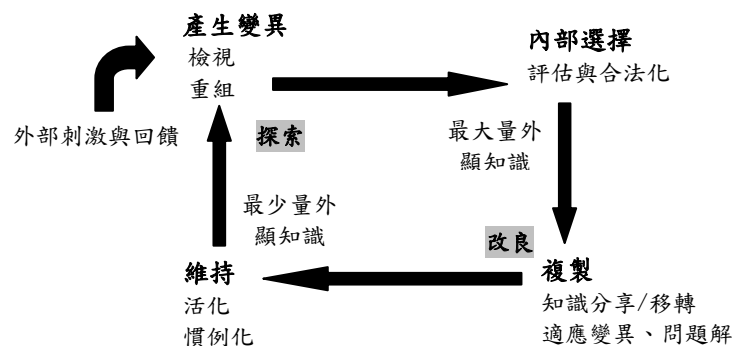 產生變異
檢視
重組
內部選擇
評估與合法化
外部刺激與回饋
探索
最大量外
顯知識
最少量外
顯知識
改良
維持
活化
慣例化
複製
知識分享/移轉
適應變異、問題解